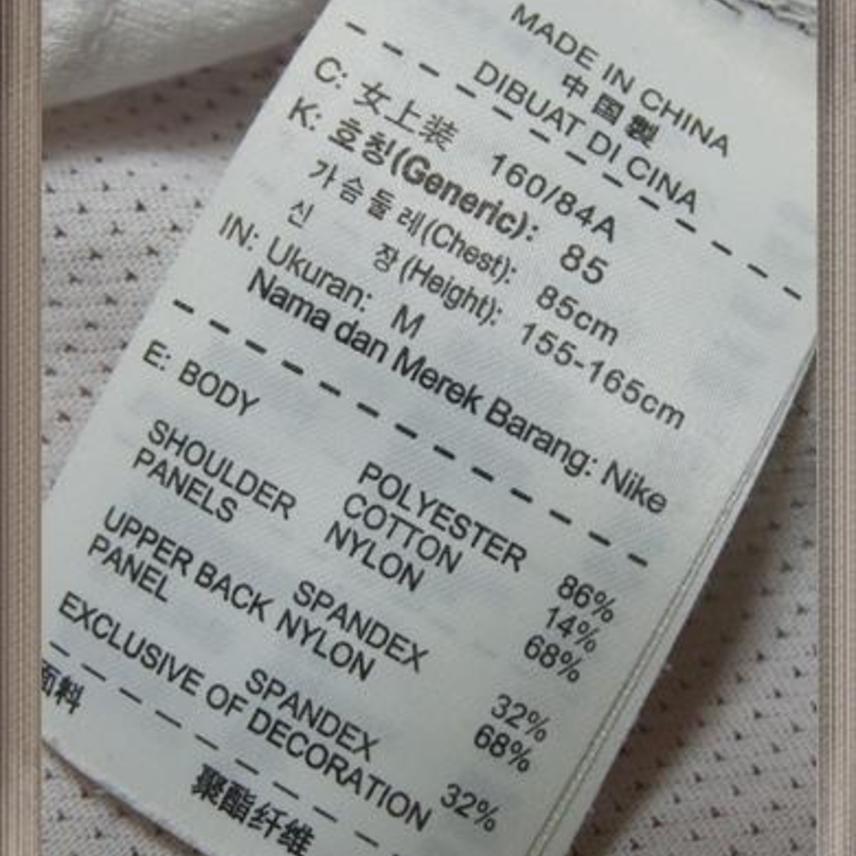 MADE IN CHINA
中国製
DIBUAT DI CINA
C: 女上装 160/84A
K: 호칭(Generic): 85
가슴둘레(Chest): 85cm
신 장(Height): 155-165cm
IN: Ukuran: M
Nama dan Merek Barang: Nike
E: BODY POLYESTER 86%
COTTON 14%
SHOULDER NYLON 68%
PANELS SPANDEX 32%
UPPER BACK NYLON 68%
PANEL SPANDEX 32%
EXCLUSIVE OF DECORATION
面料 聚酯纤维